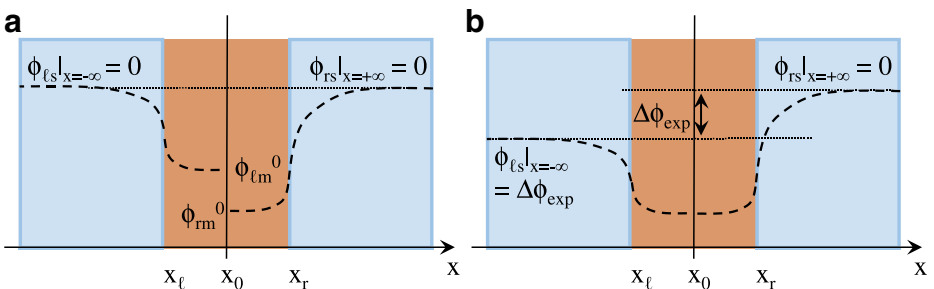 a
b
ϕℓs|x=-∞ = 0
ϕrs|x=+∞ = 0
ϕrs|x=+∞ = 0
Δϕexp
ϕℓm⁰
ϕrm⁰
ϕℓs|x=-∞
= Δϕexp
x
x
xℓ
x₀
xr
xℓ
x₀
xr